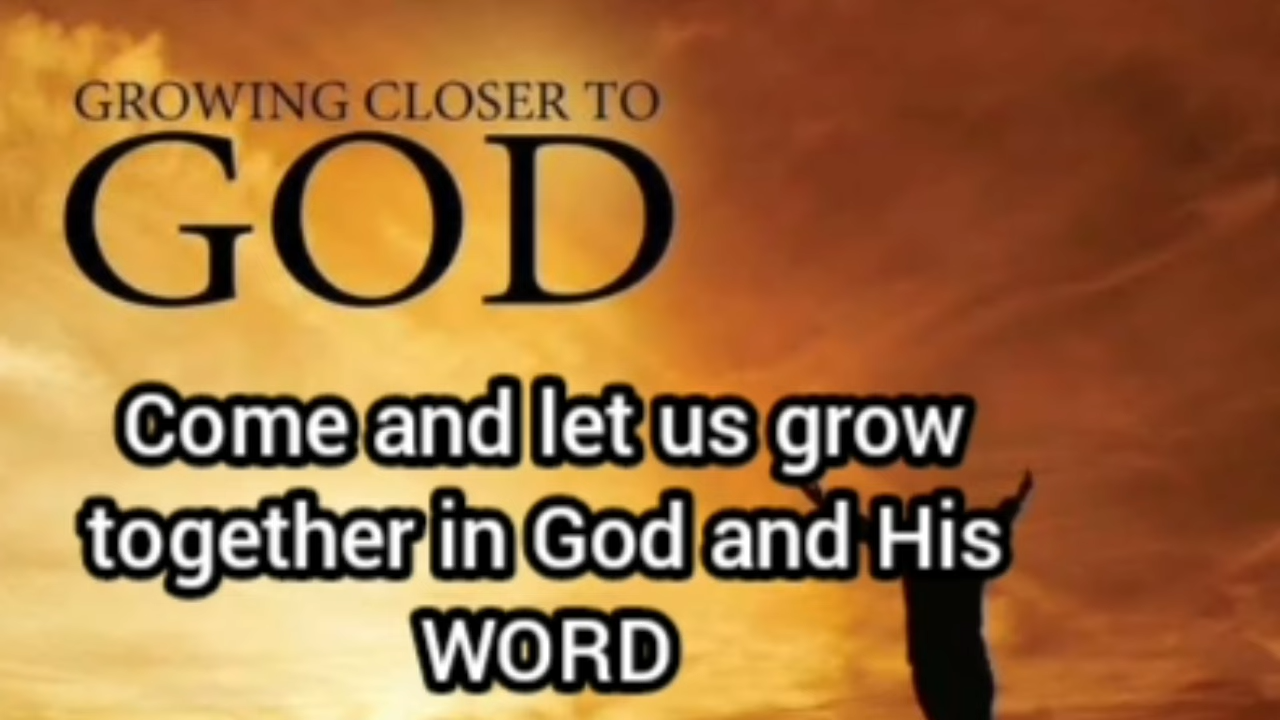 GROWING CLOSER TO
GOD
Come and let us grow
together in God and His
WORD